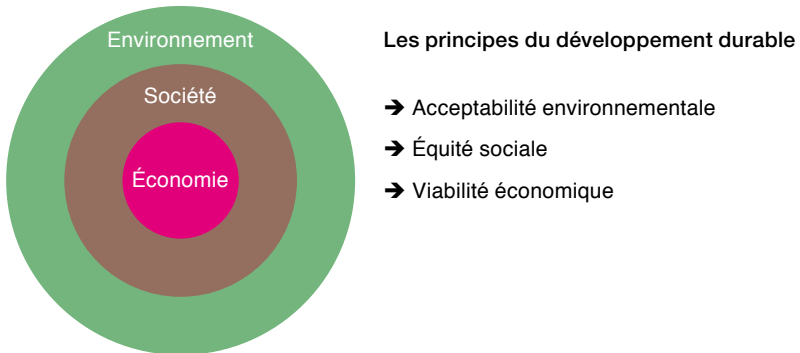 Environnement
Société
Économie
Les principes du développement durable
➔ Acceptabilité environnementale
➔ Équité sociale
➔ Viabilité économique